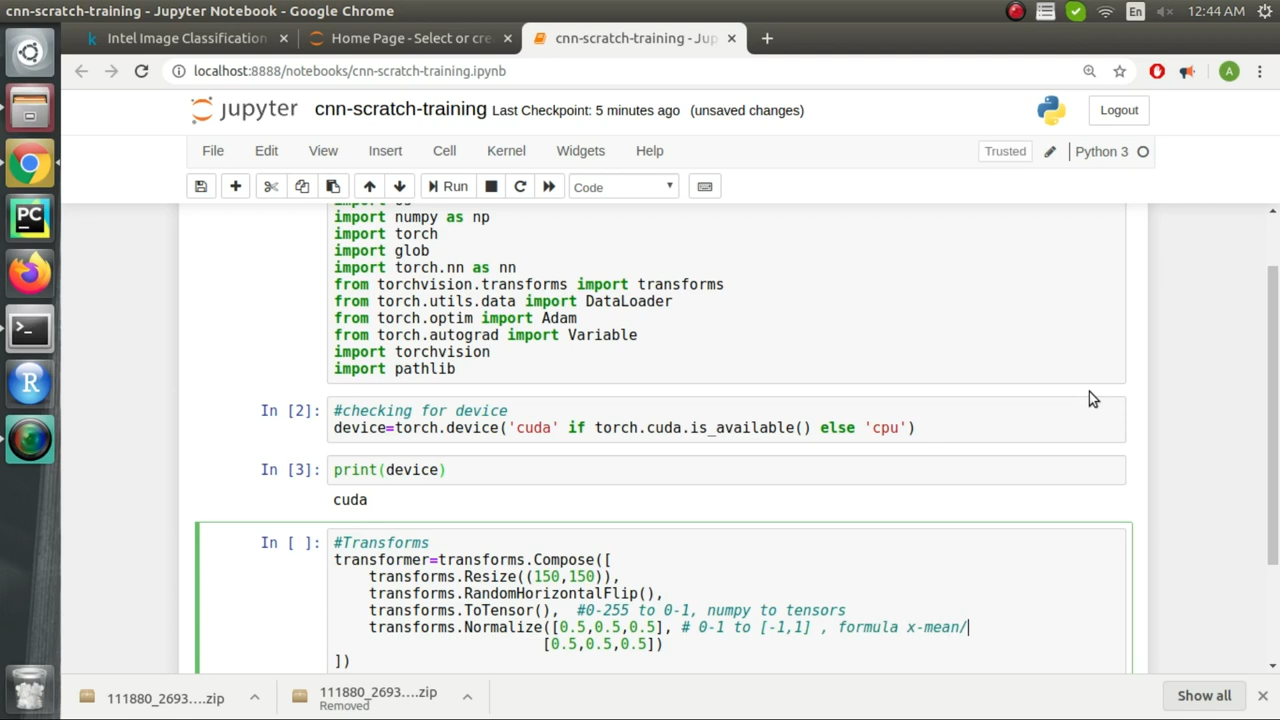 cnn-scratch-training - Jupyter Notebook - Google Chrome
En
12:44 AM
Intel Image Classification
Home Page - Select or cre
cnn-scratch-training - Jup
localhost:8888/notebooks/cnn-scratch-training.ipynb
A
jupyter cnn-scratch-training Last Checkpoint: 5 minutes ago (unsaved changes)
Logout
File Edit View Insert Cell Kernel Widgets Help
Trusted
Python 3
Run
Code
import numpy as np
import torch
import glob
import torch.nn as nn
from torchvision.transforms import transforms
from torch.utils.data import DataLoader
from torch.optim import Adam
from torch.autograd import Variable
import torchvision
import pathlib
In [2]:
#checking for device
device=torch.device('cuda' if torch.cuda.is_available() else 'cpu')
In [3]:
print(device)
cuda
In [ ]:
#Transforms
transformer=transforms.Compose([
transforms.Resize((150,150)),
transforms.RandomHorizontalFlip(),
transforms.ToTensor(), #0-255 to 0-1, numpy to tensors
transforms.Normalize([0.5,0.5,0.5], # 0-1 to [-1,1] , formula x-mean/
[0.5,0.5,0.5])
])
PC
R
111880_2693....zip
111880_2693....zip
Removed
Show all